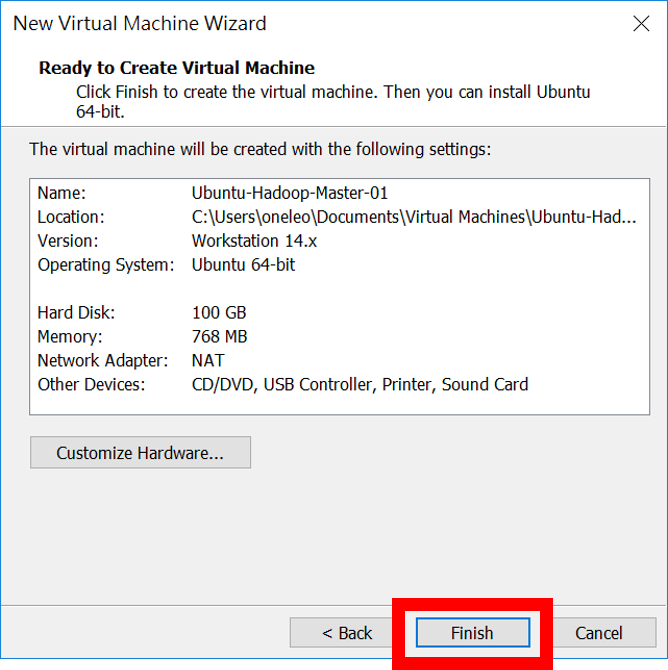 New Virtual Machine Wizard
Ready to Create Virtual Machine
Click Finish to create the virtual machine. Then you can install Ubuntu
64-bit.
The virtual machine will be created with the following settings:
Name: Ubuntu-Hadoop-Master-01
Location: C:\Users\oneleo\Documents\Virtual Machines\Ubuntu-Had...
Version: Workstation 14.x
Operating System: Ubuntu 64-bit
Hard Disk: 100 GB
Memory: 768 MB
Network Adapter: NAT
Other Devices: CD/DVD, USB Controller, Printer, Sound Card
Customize Hardware...
< Back Finish Cancel